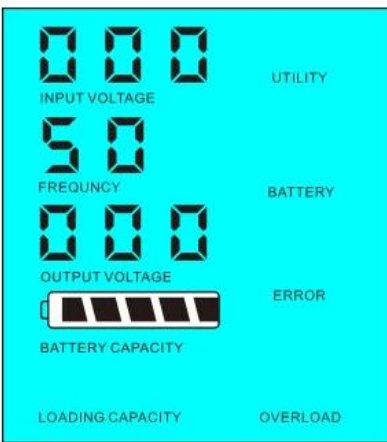 000
UTILITY
INPUT VOLTAGE
50
FREQUNCY
BATTERY
000
OUTPUT VOLTAGE
ERROR
BATTERY CAPACITY
LOADING CAPACITY
OVERLOAD